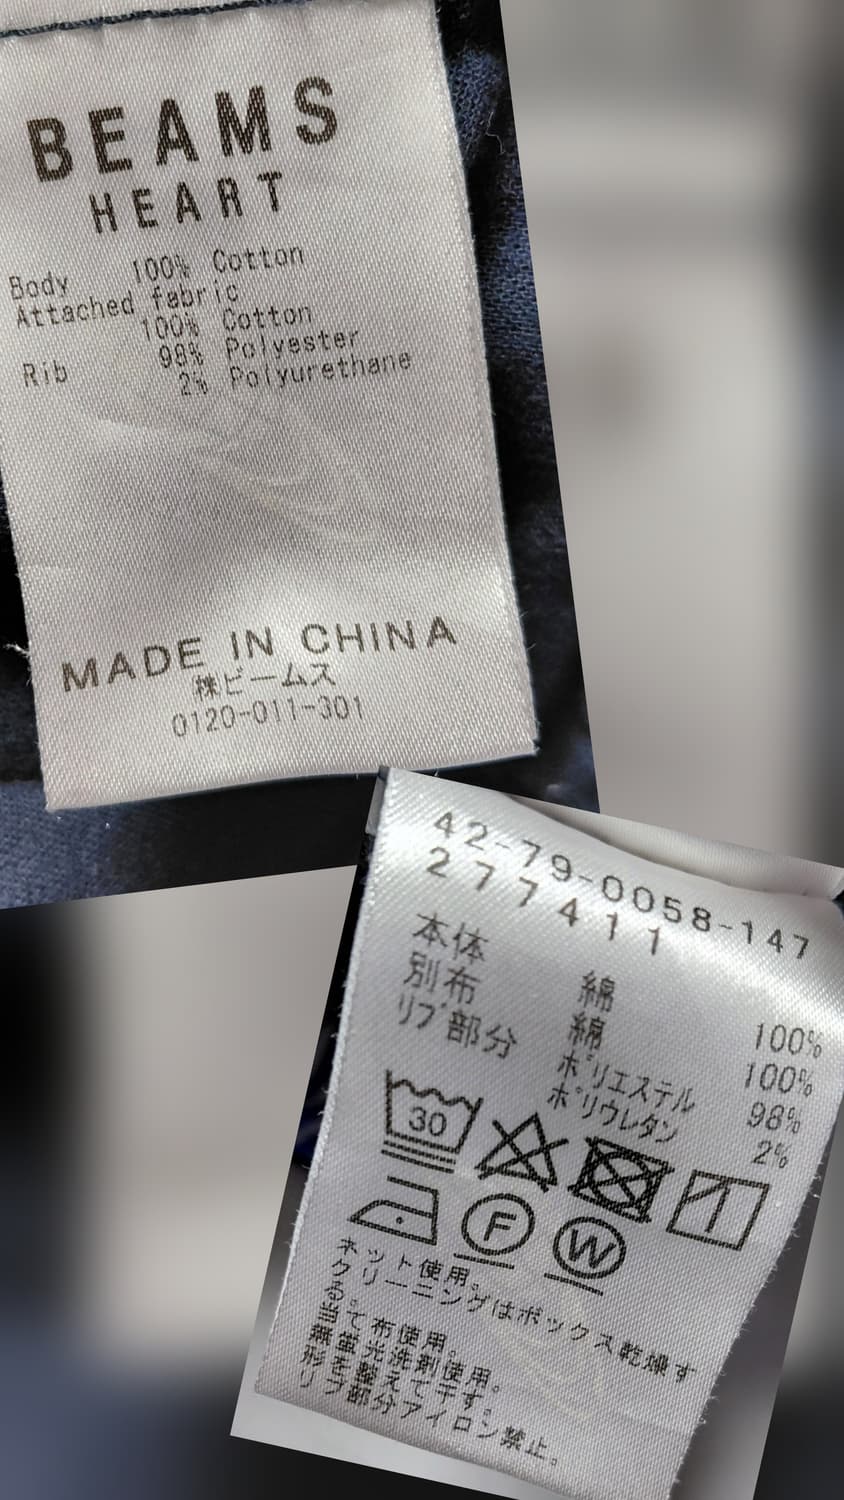 BEAMS
HEART
Body 100% Cotton
Attached fabric
100% Cotton
Rib 98% Polyester
2% Polyurethane
MADE IN CHINA
㈱ビームス
0120-011-301
42-79-0058-147
277411
本体 綿 100%
別布 綿 100%
リブ部分 ポリエステル 98%
ポリウレタン 2%
30
F W
ネット使用。
クリーニングはボックス乾燥す
る。
当て布使用。
無蛍光洗剤使用。
形を整えて干す。
リブ部分アイロン禁止。